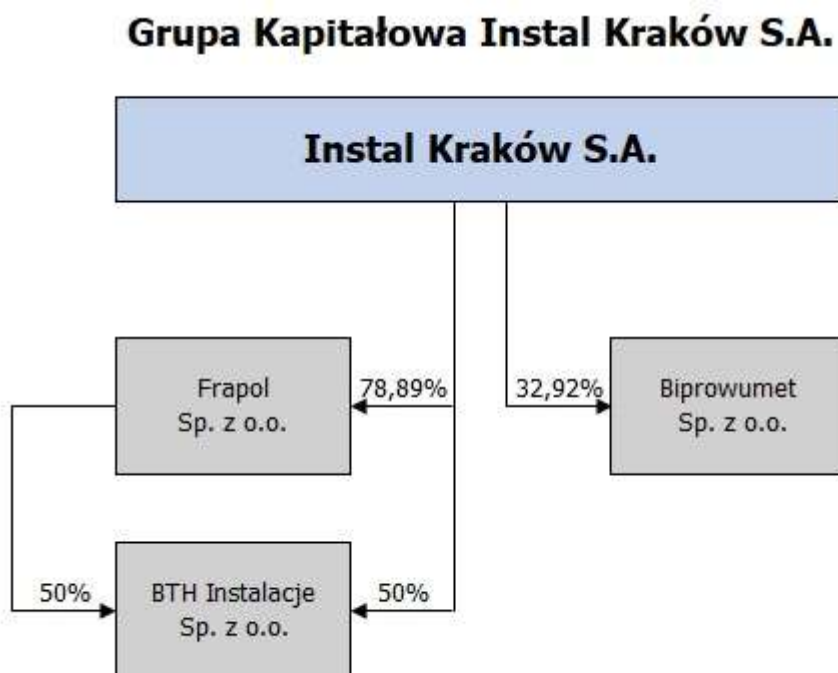 Grupa Kapitałowa Instal Kraków S.A.
Instal Kraków S.A.
Frapol
Sp. z o.o.
78,89%
32,92%
Biprowumet
Sp. z o.o.
50%
BTH Instalacje
Sp. z o.o.
50%